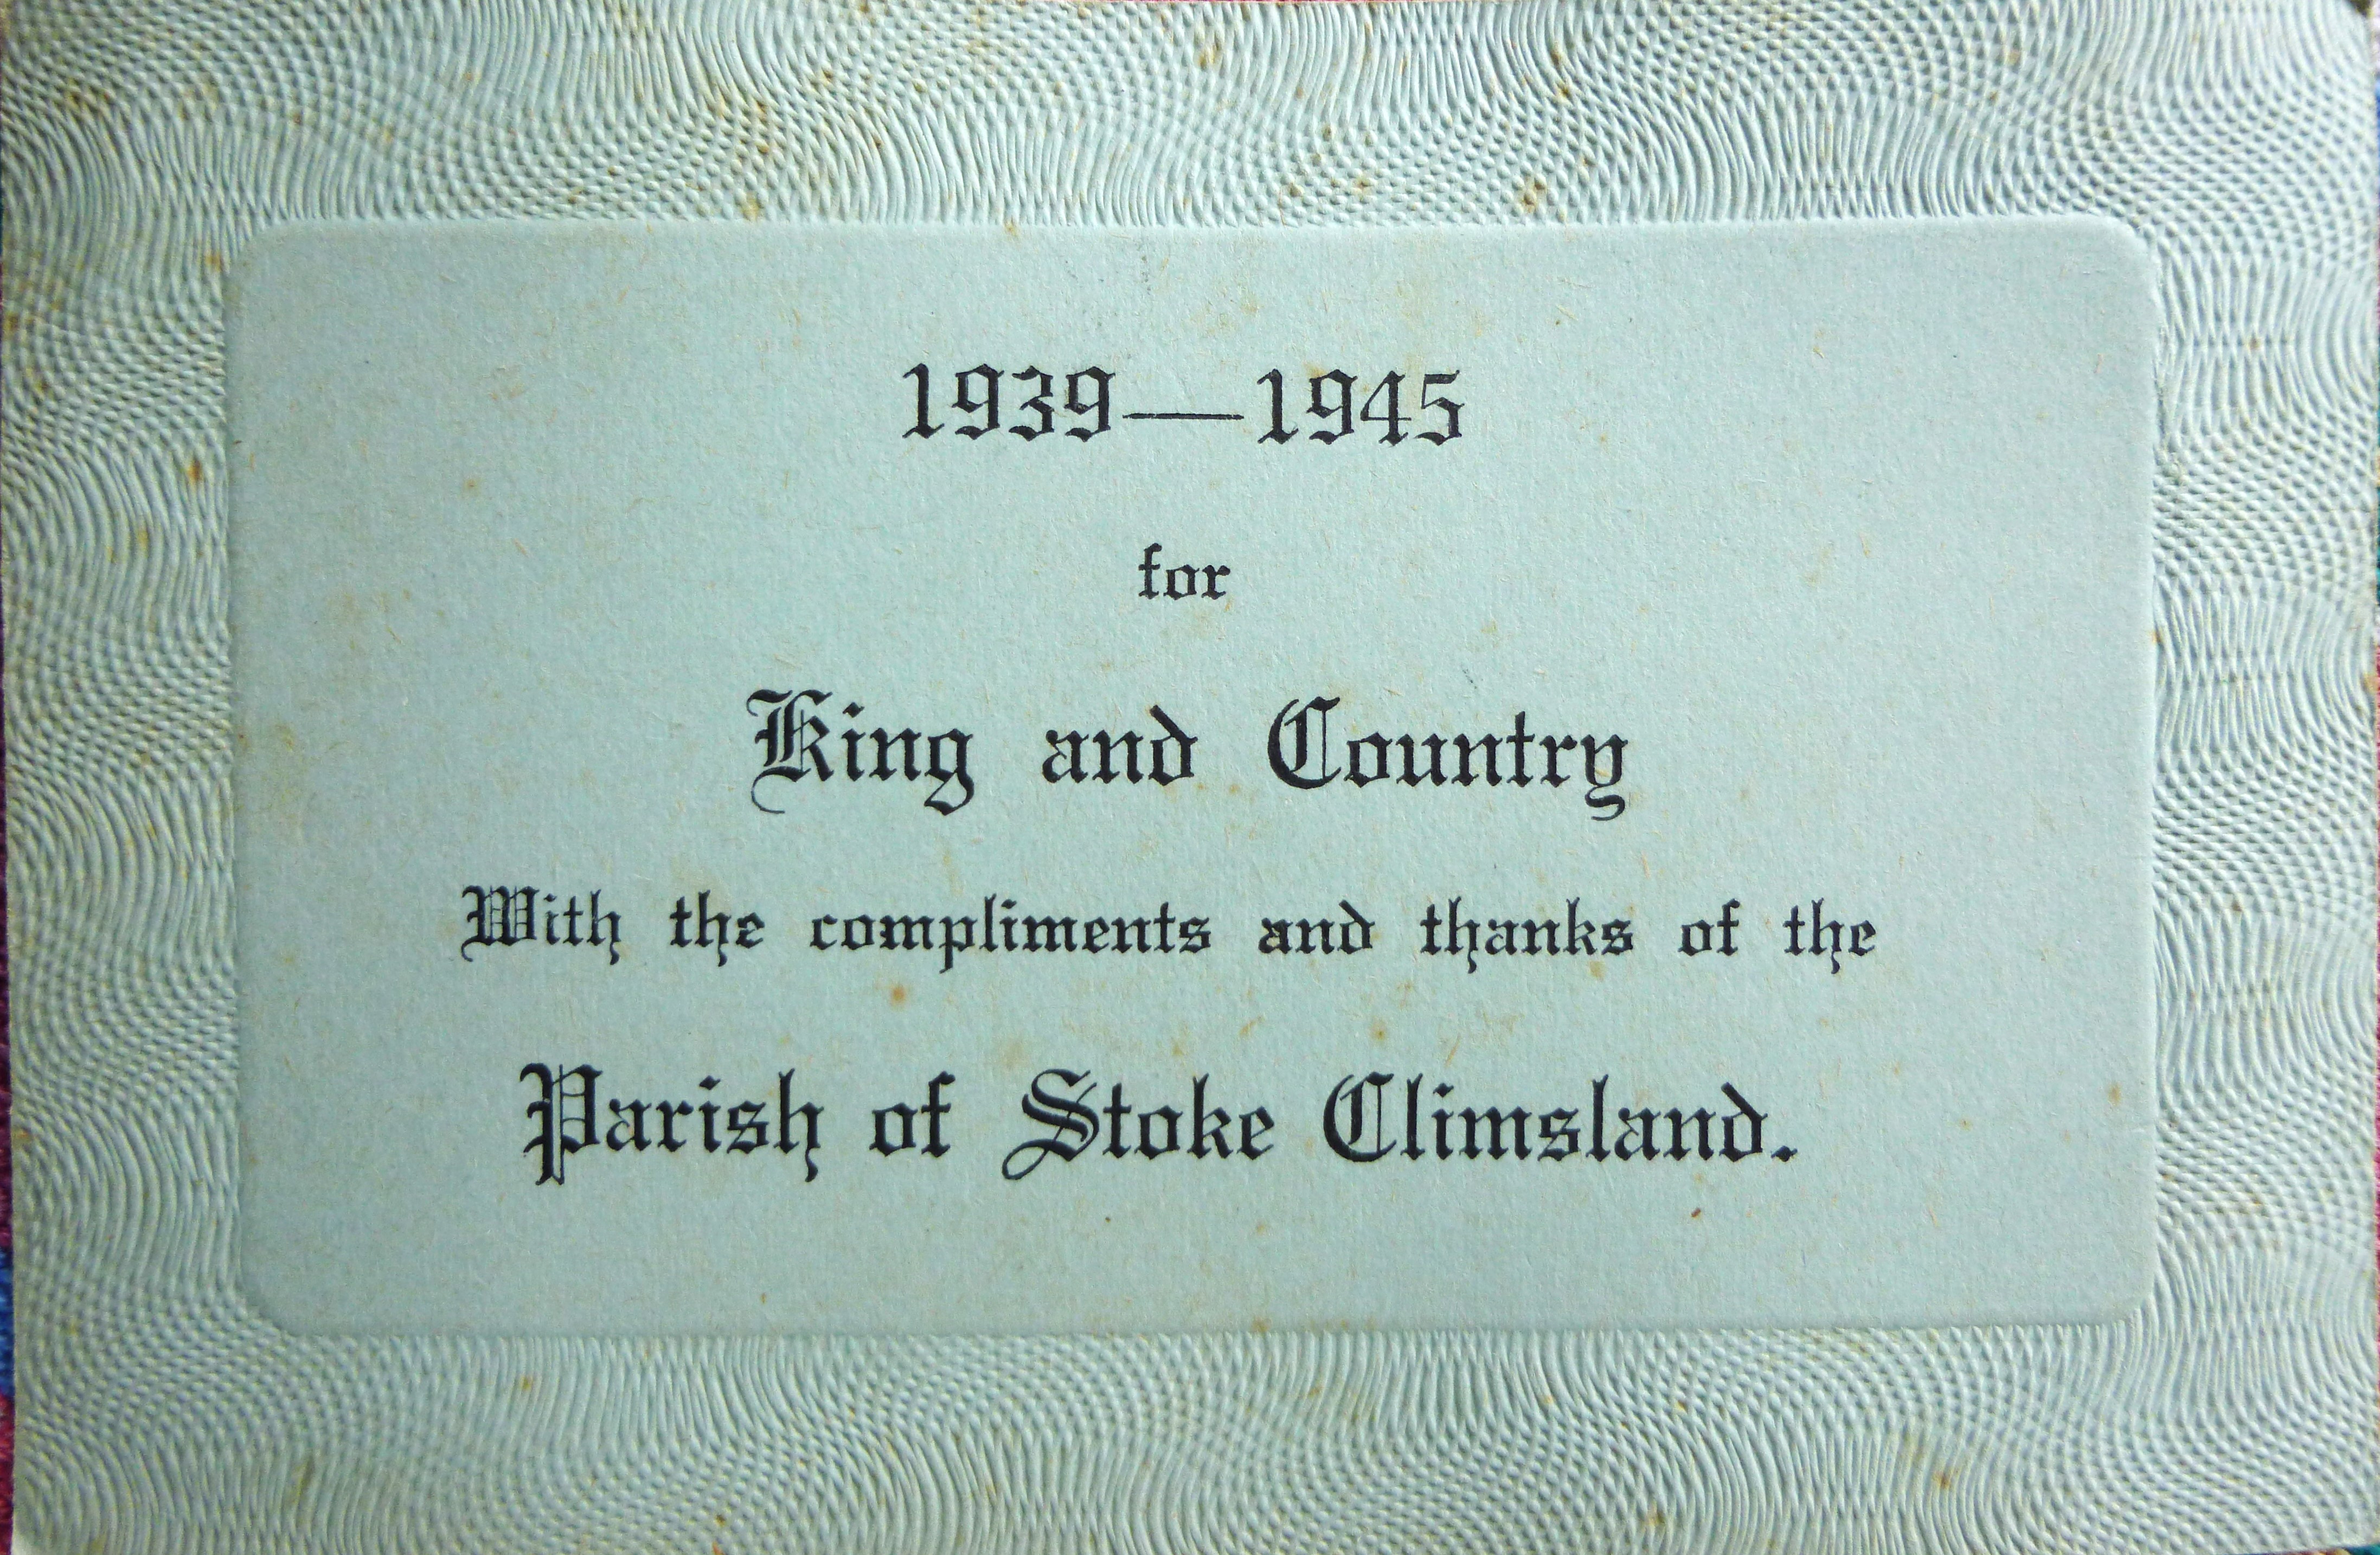 1939—1945
for
King and Country
With the compliments and thanks of the
Parish of Stoke Climsland.